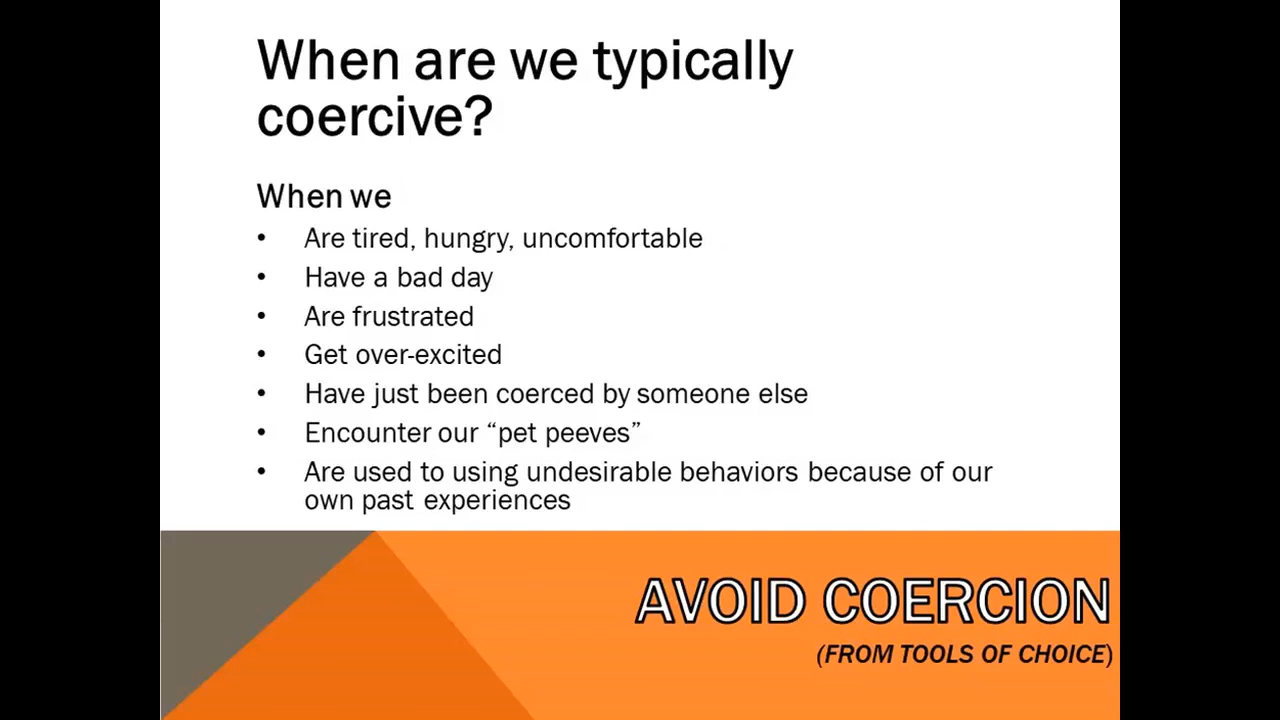 When are we typically
coercive?
When we
• Are tired, hungry, uncomfortable
• Have a bad day
• Are frustrated
• Get over-excited
• Have just been coerced by someone else
• Encounter our “pet peeves”
• Are used to using undesirable behaviors because of our
own past experiences
AVOID COERCION
(FROM TOOLS OF CHOICE)